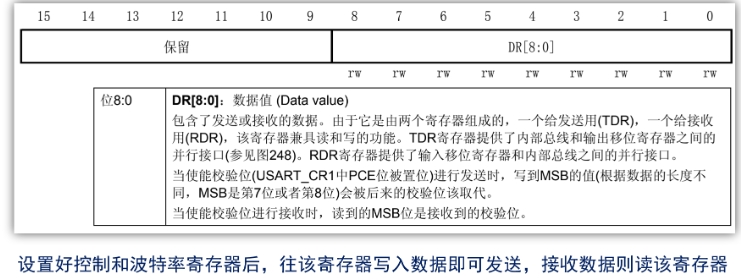 15 14 13 12 11 10 9 8 7 6 5 4 3 2 1 0
保留 DR[8:0]
rw rw rw rw rw rw rw rw rw
位8:0 DR[8:0]：数据值 (Data value)
包含了发送或接收的数据。由于它是由两个寄存器组成的，一个给发送用(TDR)，一个给接收
用(RDR)，该寄存器兼具读和写的功能。TDR寄存器提供了内部总线和输出移位寄存器之间的
并行接口(参见图248)。RDR寄存器提供了输入移位寄存器和内部总线之间的并行接口。
当使能校验位(USART_CR1中PCE位被置位)进行发送时，写到MSB的值(根据数据的长度不
同，MSB是第7位或者第8位)会被后来的校验位该取代。
当使能校验位进行接收时，读到的MSB位是接收到的校验位。
设置好控制和波特率寄存器后，往该寄存器写入数据即可发送，接收数据则读该寄存器